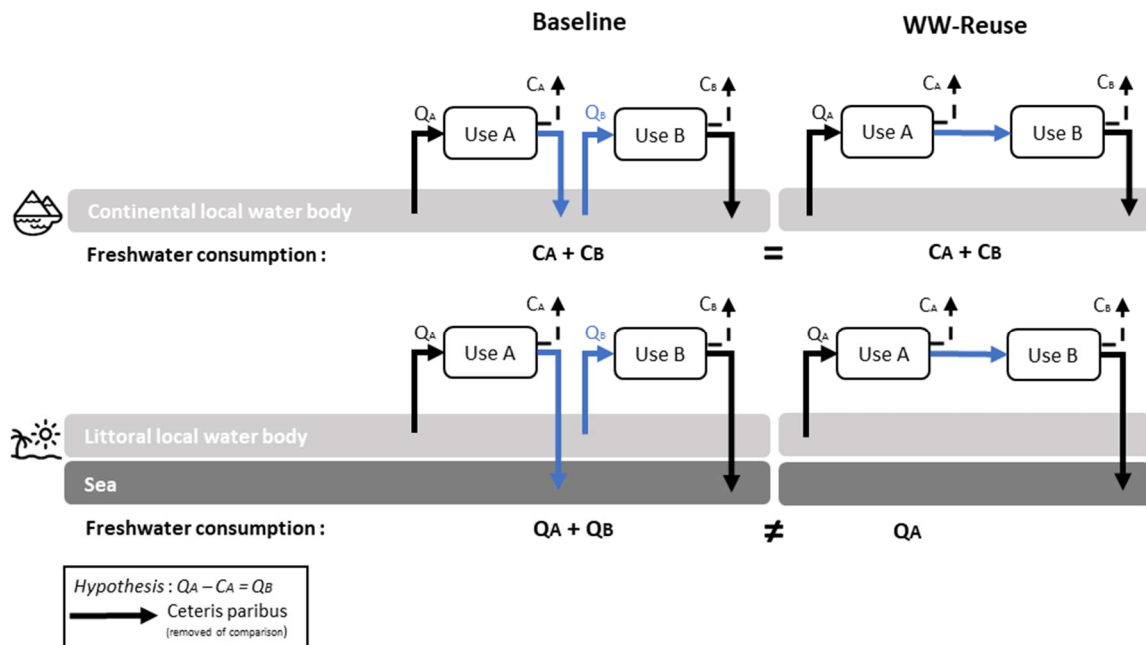 Baseline
WW-Reuse
CA
CB
CA
CB
QA
Use A
QB
Use B
QA
Use A
Use B
Continental local water body
Freshwater consumption :
CA + CB
=
CA + CB
CA
CB
CA
CB
QA
Use A
QB
Use B
QA
Use A
Use B
Littoral local water body
Sea
Freshwater consumption :
QA + QB
≠
QA
Hypothesis : QA – CA = QB
Ceteris paribus
(removed of comparison)